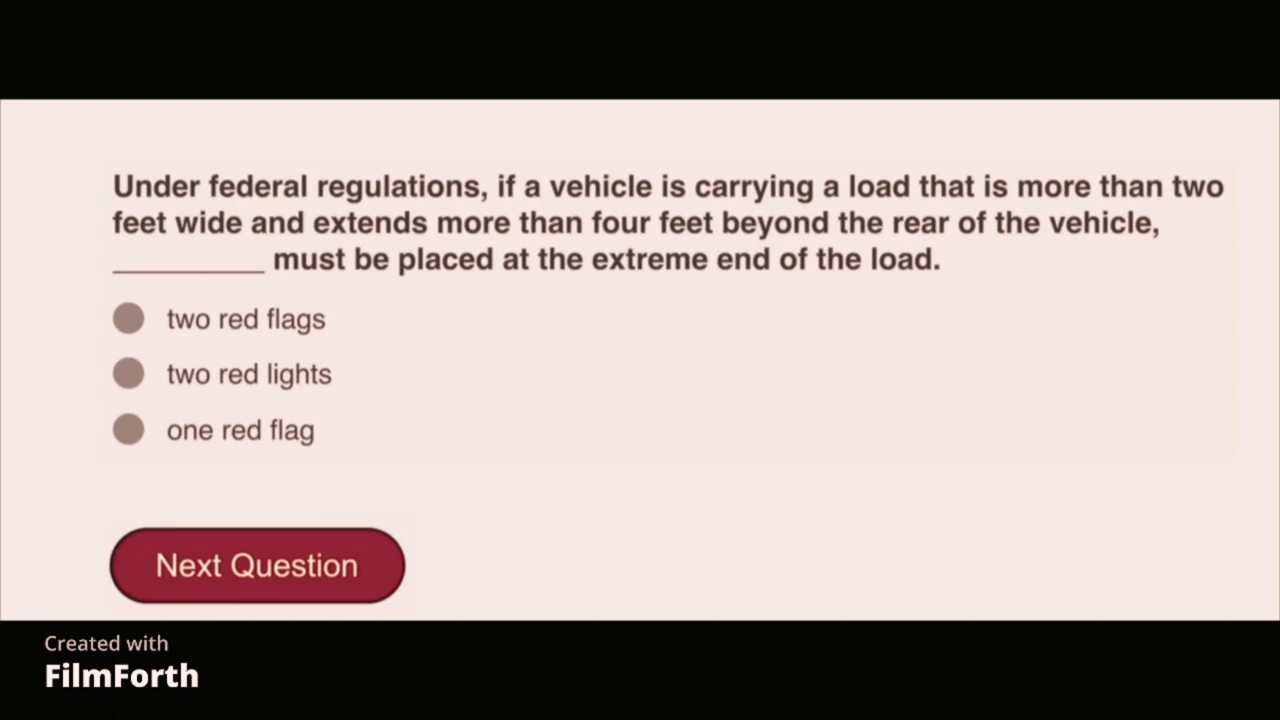 Under federal regulations, if a vehicle is carrying a load that is more than two
feet wide and extends more than four feet beyond the rear of the vehicle,
__________ must be placed at the extreme end of the load.
two red flags
two red lights
one red flag
Next Question
Created with
FilmForth